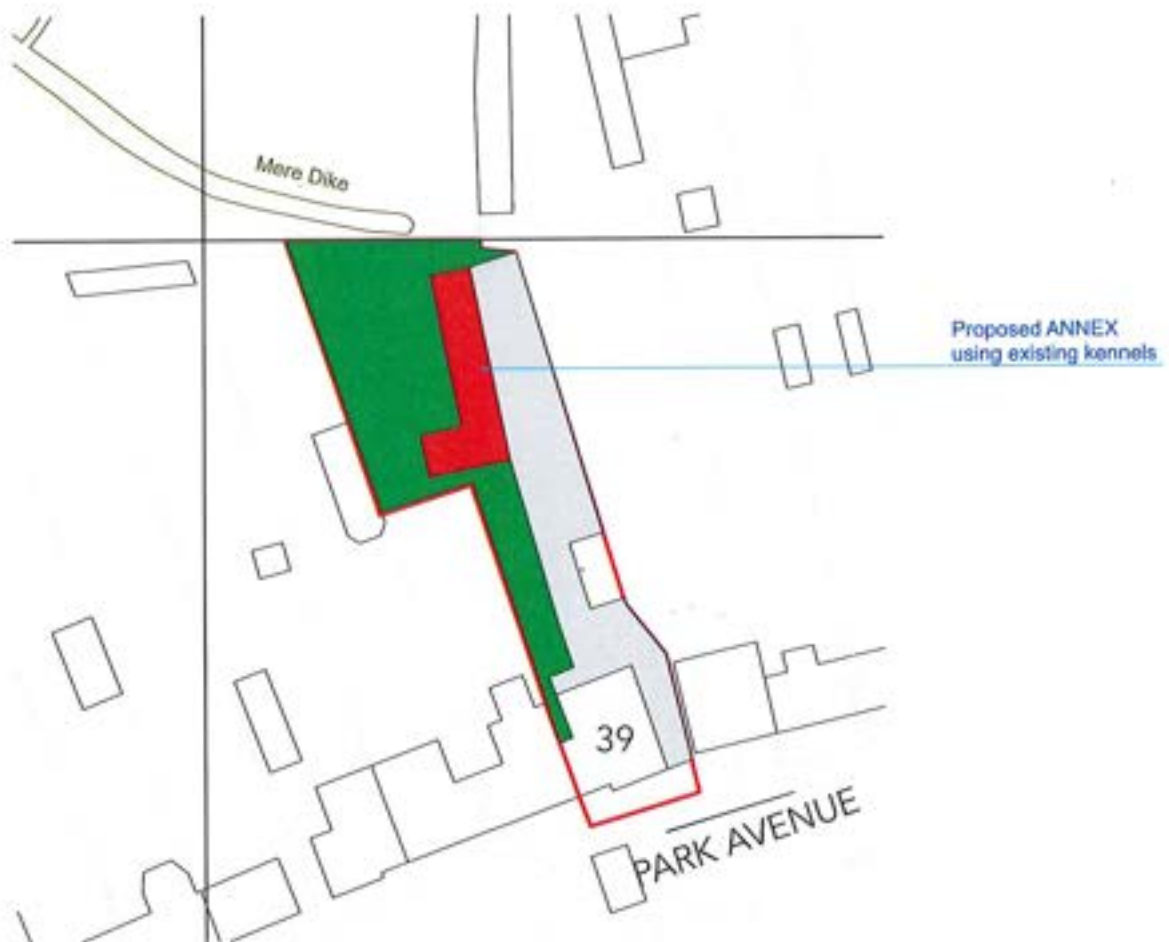 Mere Dike
Proposed ANNEX
using existing kennels
39
PARK AVENUE